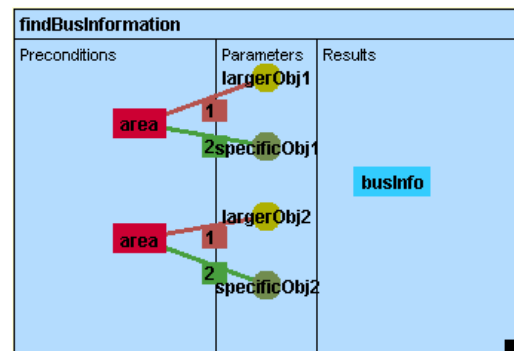 findBusInformation
Preconditions
Parameters
Results
largerObj1
1
area
2
specificObj1
busInfo
largerObj2
area
1
2
specificObj2